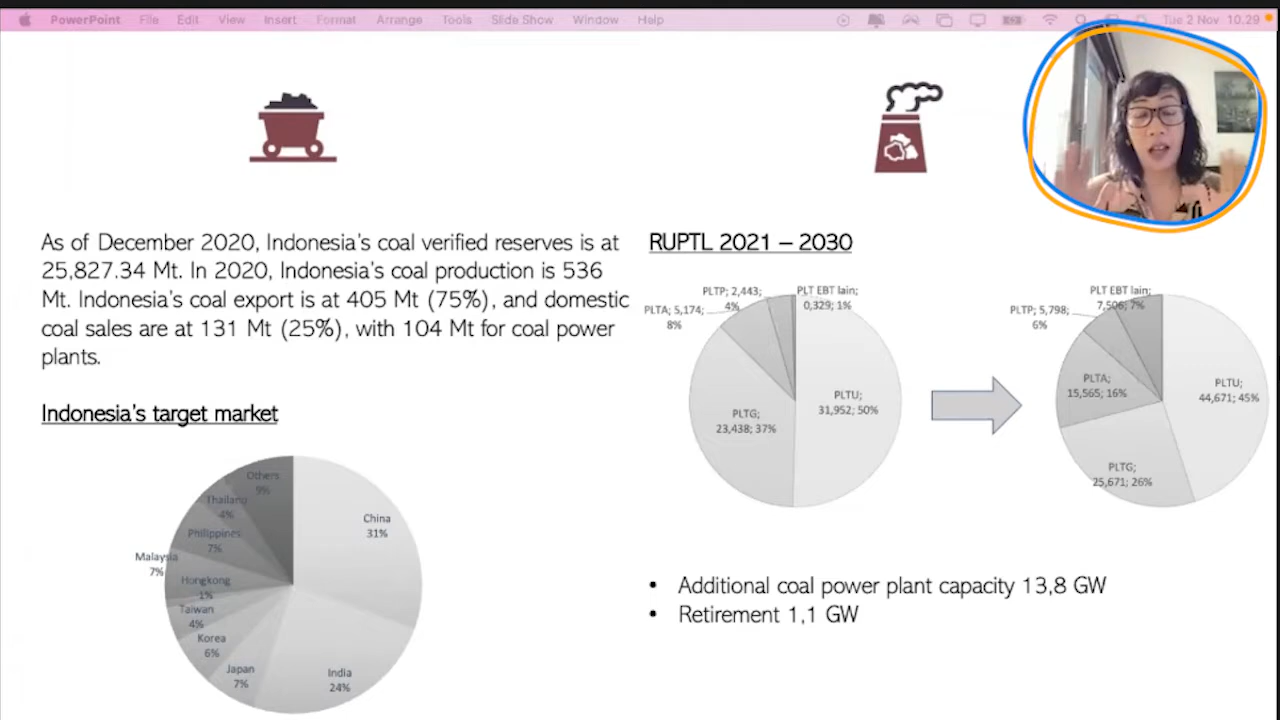 PowerPoint File Edit View Insert Format Arrange Tools Slide Show Window Help Tue 2 Nov 10.29
As of December 2020, Indonesia's coal verified reserves is at
25,827.34 Mt. In 2020, Indonesia's coal production is 536
Mt. Indonesia's coal export is at 405 Mt (75%), and domestic
coal sales are at 131 Mt (25%), with 104 Mt for coal power
plants.
Indonesia's target market
Others
9%
Thailand
4%
Philippines
7%
Malaysia
7%
Hongkong
1%
Taiwan
4%
Korea
6%
Japan
7%
India
24%
China
31%
RUPTL 2021 – 2030
PLTP; 2,443;
4%
PLT EBT lain;
0,329; 1%
PLTA; 5,174;
8%
PLTG;
23,438; 37%
PLTU;
31,952; 50%
PLT EBT lain;
7,506; 7%
PLTP; 5,798;
6%
PLTA;
15,565; 16%
PLTU;
44,671; 45%
PLTG;
25,671; 26%
• Additional coal power plant capacity 13,8 GW
• Retirement 1,1 GW